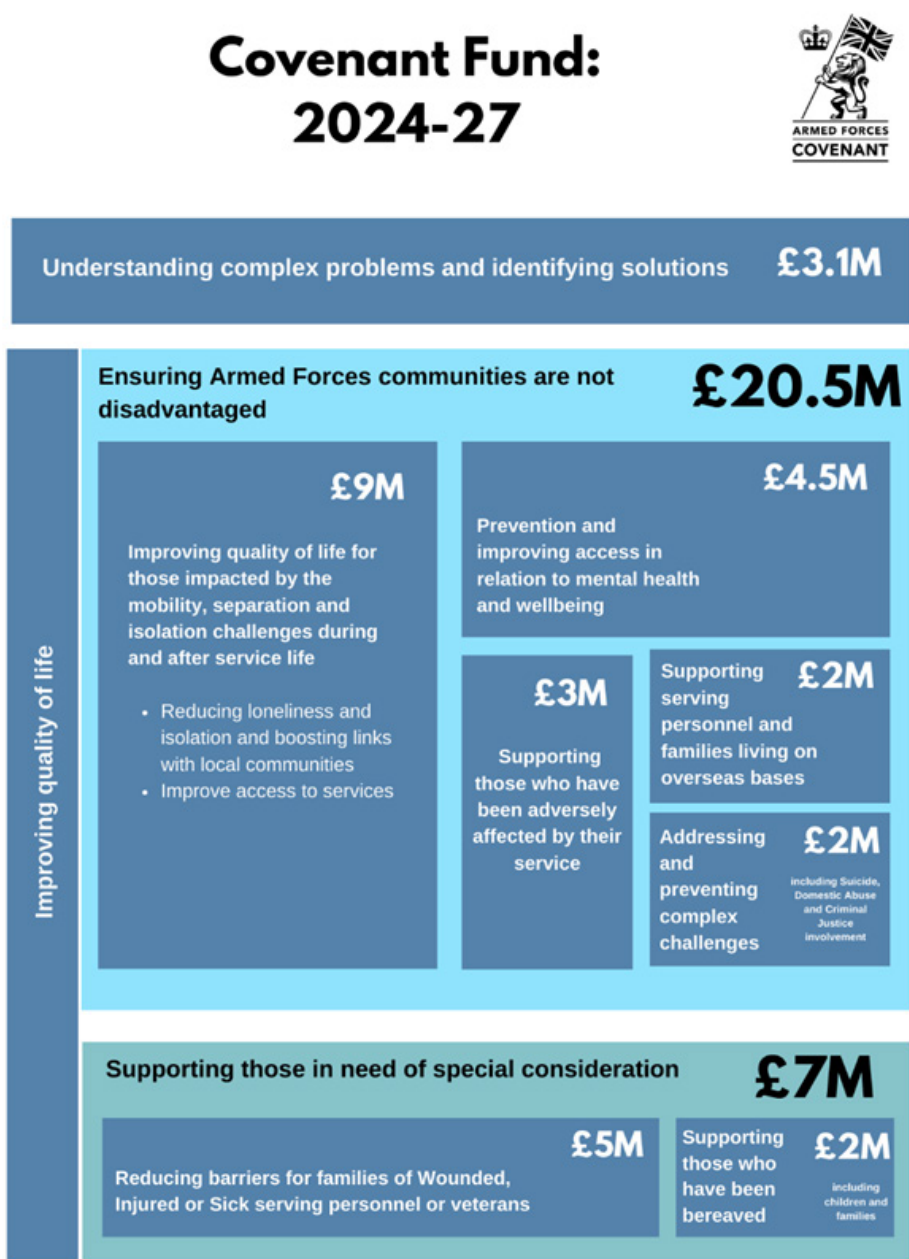 Covenant Fund:
2024-27
ARMED FORCES
COVENANT
Understanding complex problems and identifying solutions
£3.1M
Improving quality of life
Ensuring Armed Forces communities are not
disadvantaged
£20.5M
£9M
Improving quality of life for
those impacted by the
mobility, separation and
isolation challenges during
and after service life
• Reducing loneliness and
isolation and boosting links
with local communities
• Improve access to services
£4.5M
Prevention and
improving access in
relation to mental health
and wellbeing
£3M
Supporting
those who have
been adversely
affected by their
service
Supporting
serving
personnel and
families living on
overseas bases
£2M
Addressing
and
preventing
complex
challenges
£2M
including Suicide,
Domestic Abuse
and Criminal
Justice
involvement
Supporting those in need of special consideration
£7M
£5M
Reducing barriers for families of Wounded,
Injured or Sick serving personnel or veterans
Supporting
those who
have been
bereaved
£2M
including
children and
families